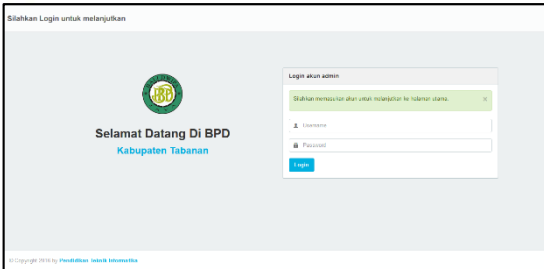 Silahkan Login untuk melanjutkan
Selamat Datang Di BPD
Kabupaten Tabanan
Login akun admin
Silahkan memasukan akun untuk melanjutkan ke halaman utama.
×
Username
Password
Login
© Copyright 2016 by Pendidikan Teknik Informatika